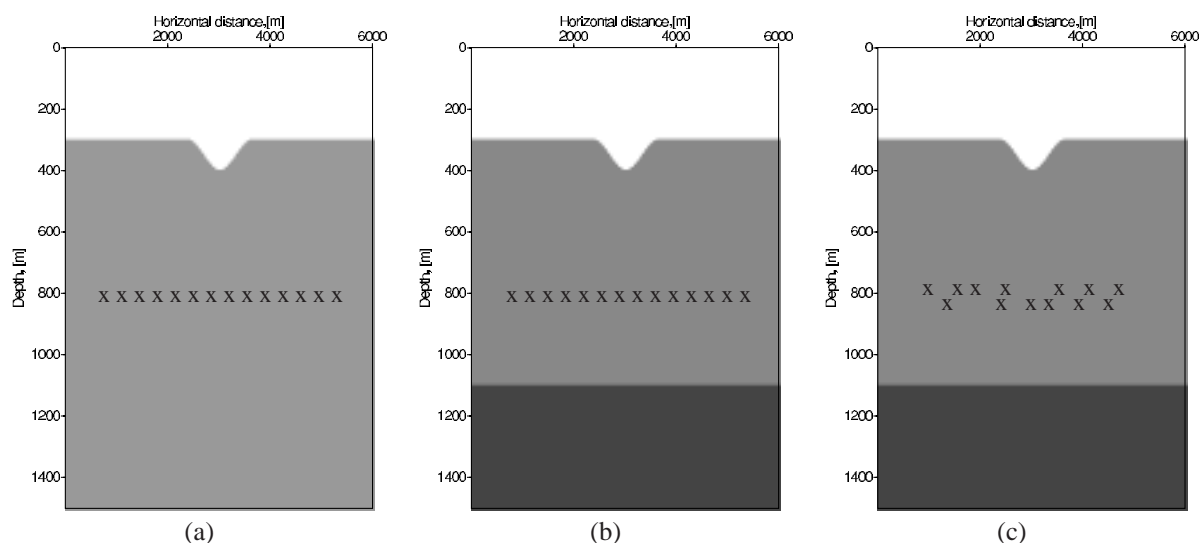 Horizontal distance,[m]
2000 4000 6000
0
200
400
600
800
1000
1200
1400
Depth, [m]
x x x x x x x x x x x x x x
(a)
Horizontal distance,[m]
2000 4000 6000
0
200
400
600
800
1000
1200
1400
Depth, [m]
x x x x x x x x x x x x x x
(b)
Horizontal distance,[m]
2000 4000 6000
0
200
400
600
800
1000
1200
1400
Depth, [m]
x x x x x x x
x x x x x x
(c)